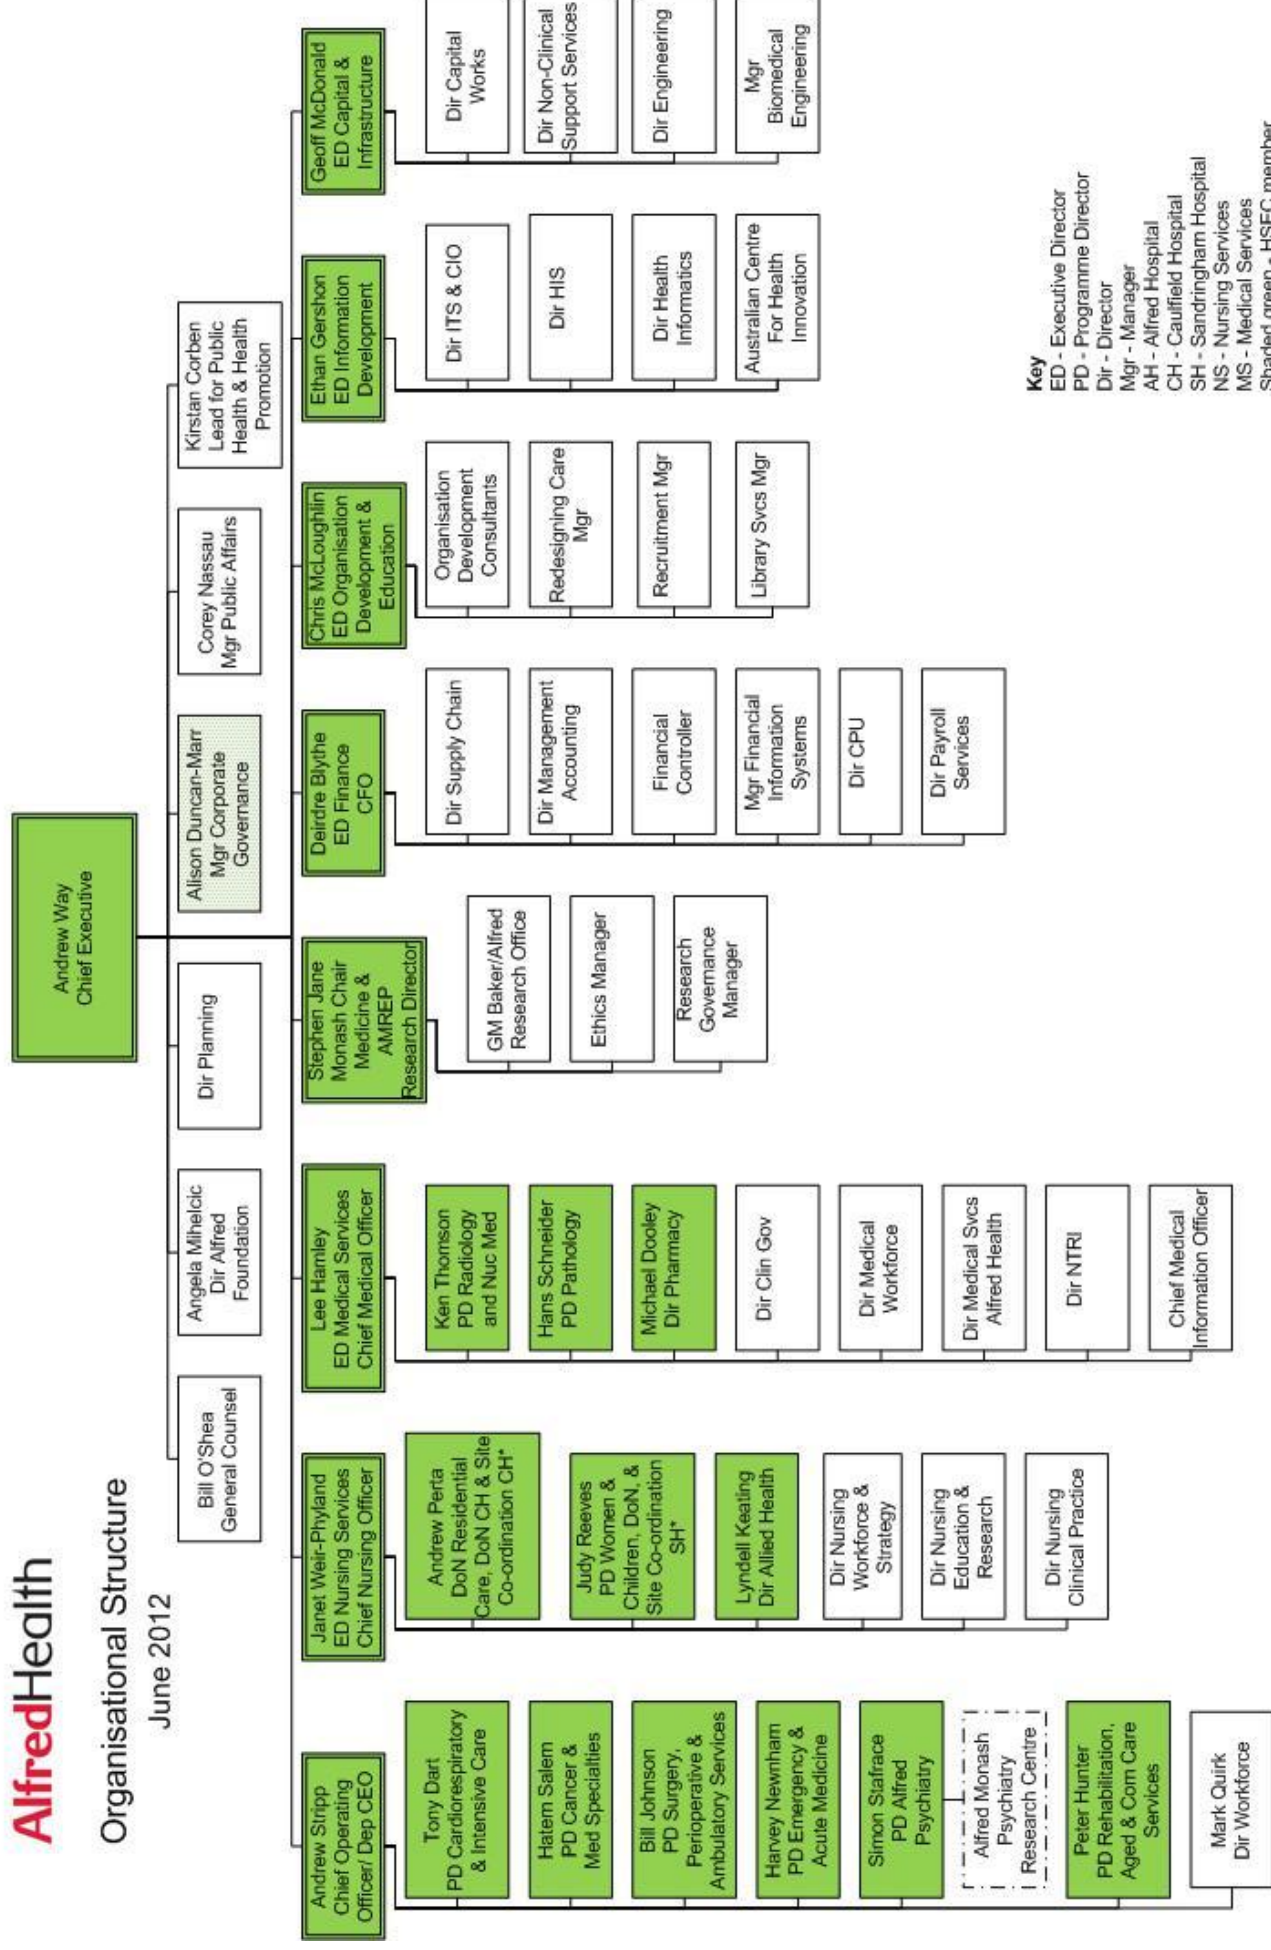 AlfredHealth
Organisational Structure
June 2012
Andrew Way
Chief Executive
Bill O'Shea
General Counsel
Angela Mihelcic
Dir Alfred
Foundation
Dir Planning
Alison Duncan-Marr
Mgr Corporate
Governance
Corey Nassau
Mgr Public Affairs
Kirstan Corben
Lead for Public
Health & Health
Promotion
Andrew Stripp
Chief Operating
Officer/ Dep CEO
Tony Dart
PD Cardiorespiratory
& Intensive Care
Hatem Salem
PD Cancer &
Med Specialties
Bill Johnson
PD Surgery,
Perioperative &
Ambulatory Services
Harvey Newnham
PD Emergency &
Acute Medicine
Simon Stafrace
PD Alfred
Psychiatry
Alfred Monash
Psychiatry
Research Centre
Peter Hunter
PD Rehabilitation,
Aged & Com Care
Services
Mark Quirk
Dir Workforce
Janet Weir-Phyland
ED Nursing Services
Chief Nursing Officer
Andrew Perta
DoN Residential
Care, DoN CH & Site
Co-ordination CH*
Judy Reeves
PD Women &
Children, DoN, &
Site Co-ordination
SH*
Lyndell Keating
Dir Allied Health
Dir Nursing
Workforce &
Strategy
Dir Nursing
Education &
Research
Dir Nursing
Clinical Practice
Lee Hamley
ED Medical Services
Chief Medical Officer
Ken Thomson
PD Radiology
and Nuc Med
Hans Schneider
PD Pathology
Michael Dooley
Dir Pharmacy
Dir Clin Gov
Dir Medical
Workforce
Dir Medical Svcs
Alfred Health
Dir NTRI
Chief Medical
Information Officer
Stephen Jane
Monash Chair
Medicine &
AMREP
Research Director
GM Baker/Alfred
Research Office
Ethics Manager
Research
Governance
Manager
Deirdre Blythe
ED Finance
CFO
Dir Supply Chain
Dir Management
Accounting
Financial
Controller
Mgr Financial
Information
Systems
Dir CPU
Dir Payroll
Services
Chris McLoughlin
ED Organisation
Development &
Education
Organisation
Development
Consultants
Redesigning Care
Mgr
Recruitment Mgr
Library Svcs Mgr
Ethan Gershon
ED Information
Development
Dir ITS & CIO
Dir HIS
Dir Health
Informatics
Australian Centre
For Health
Innovation
Geoff McDonald
ED Capital &
Infrastructure
Dir Capital
Works
Dir Non-Clinical
Support Services
Dir Engineering
Mgr
Biomedical
Engineering
Key
ED - Executive Director
PD - Programme Director
Dir - Director
Mgr - Manager
AH - Alfred Hospital
CH - Caulfield Hospital
SH - Sandringham Hospital
NS - Nursing Services
MS - Medical Services
Shaded green - HSEC member